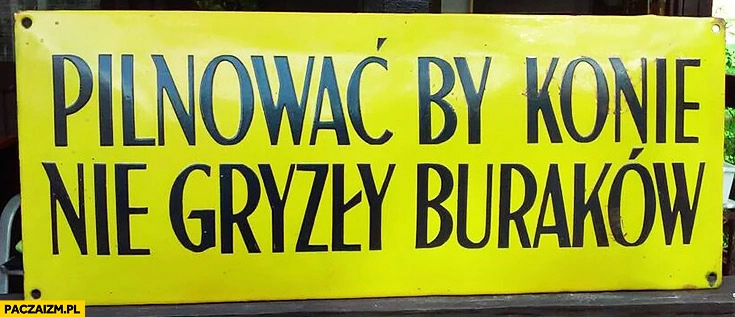 PILNOWAĆ BY KONIE
NIE GRYZŁY BURAKÓW
PACZAIZM.PL